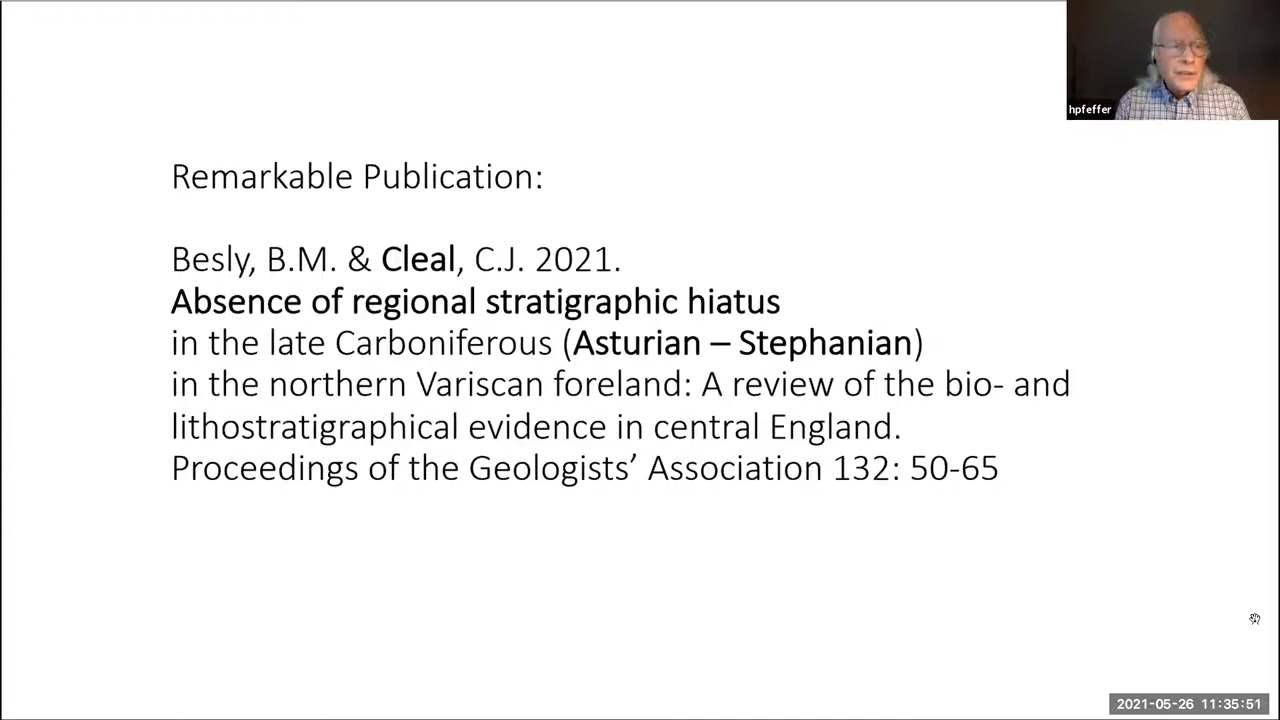 hpfeffer
Remarkable Publication:
Besly, B.M. & Cleal, C.J. 2021.
Absence of regional stratigraphic hiatus
in the late Carboniferous (Asturian – Stephanian)
in the northern Variscan foreland: A review of the bio- and
lithostratigraphical evidence in central England.
Proceedings of the Geologists’ Association 132: 50-65
2021-05-26 11:35:51